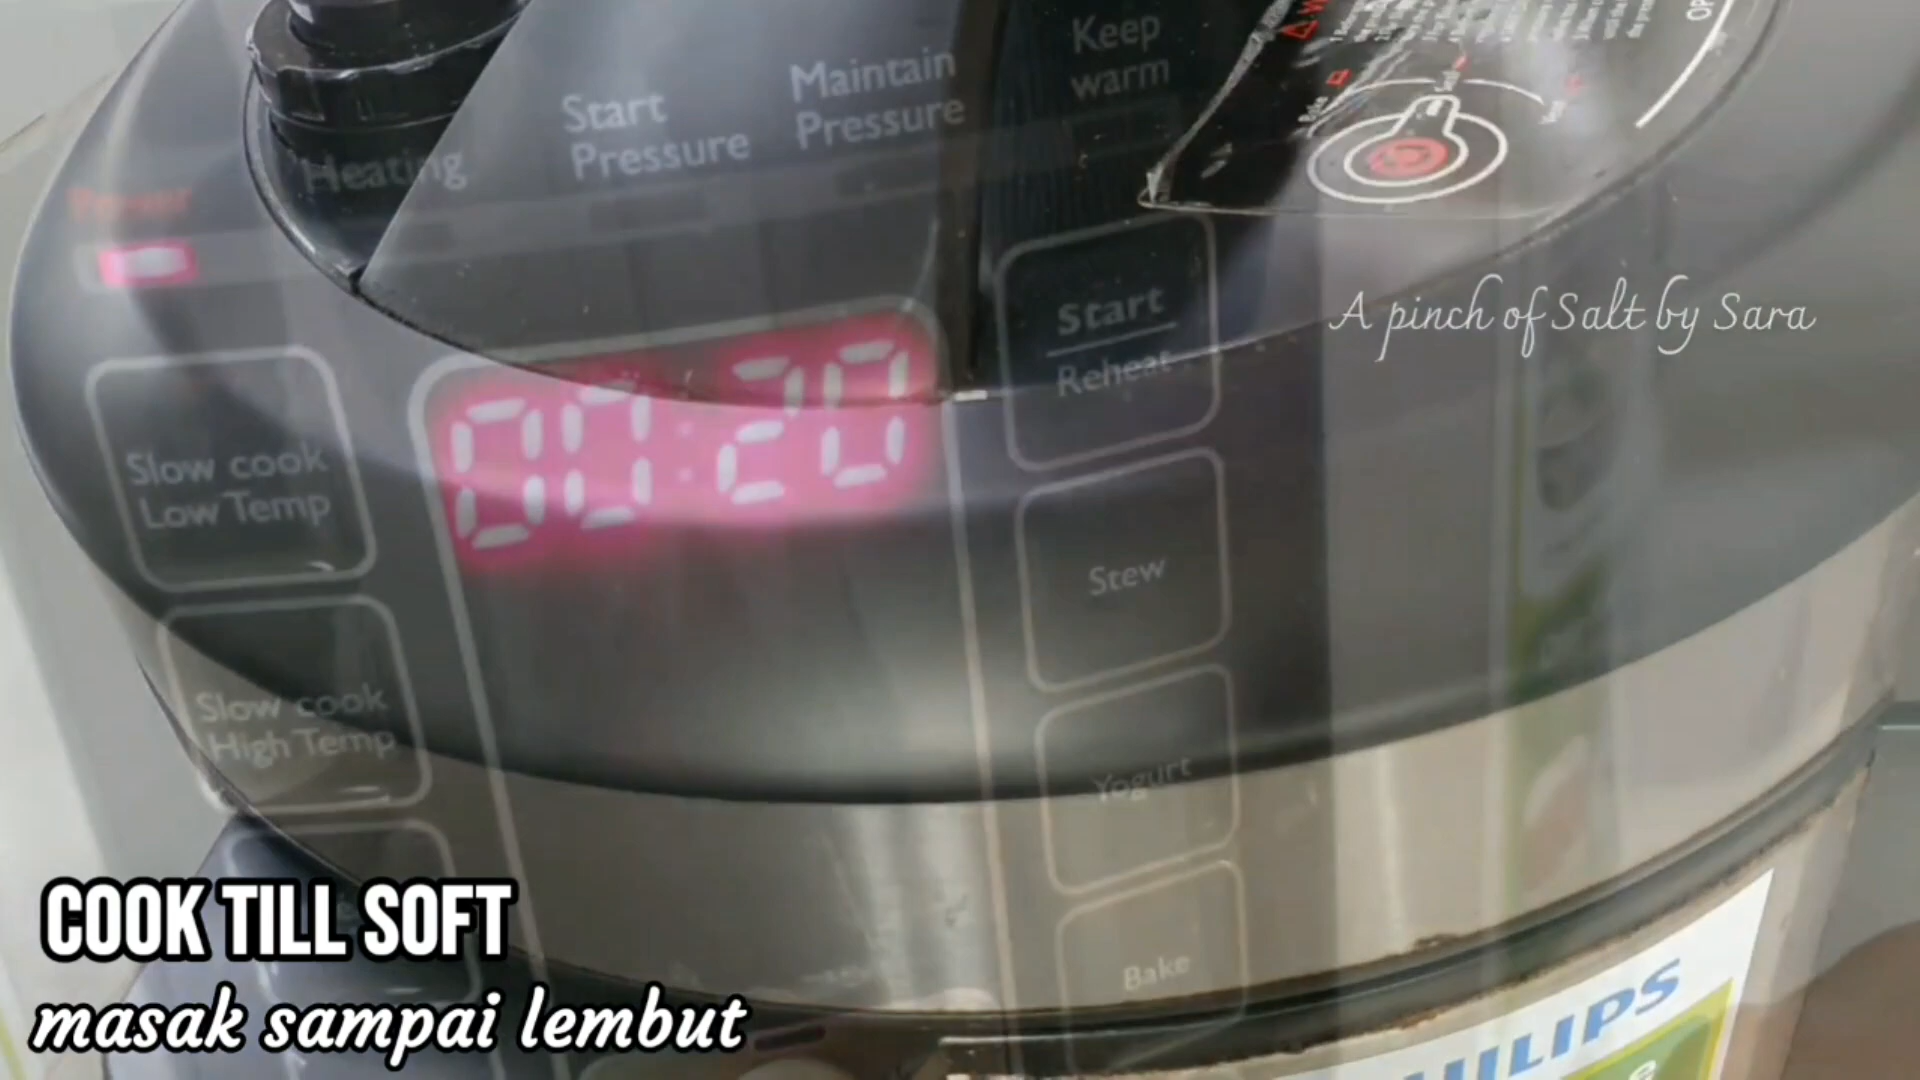 Keep
warm
Maintain
Pressure
Start
Pressure
Heating
Power
A pinch of Salt by Sara
Start
Reheat
00:20
Slow cook
Low Temp
Stew
Slow cook
High Temp
Yogurt
Bake
COOK TILL SOFT
masak sampai lembut
PHILIPS